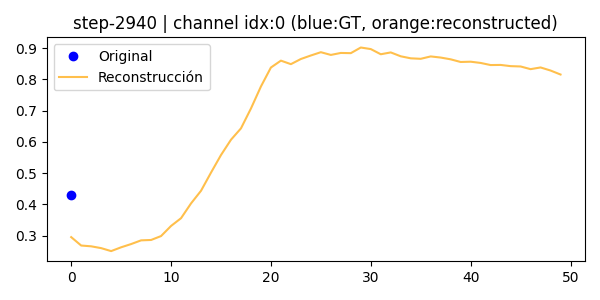 step-2940 | channel idx:0 (blue:GT, orange:reconstructed)
Original
Reconstrucción
0.9
0.8
0.7
0.6
0.5
0.4
0.3
0 10 20 30 40 50